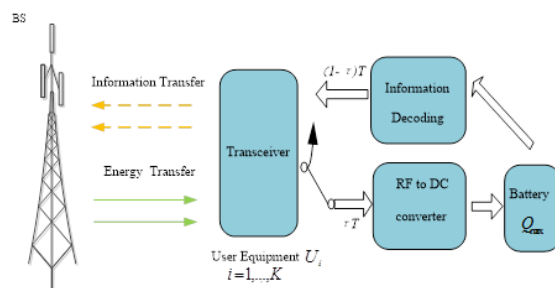 BS
Information Transfer
Energy Transfer
Transceiver
User Equipment U_i
i=1,...,K
(1- τ)T
Information
Decoding
τT
RF to DC
converter
Battery